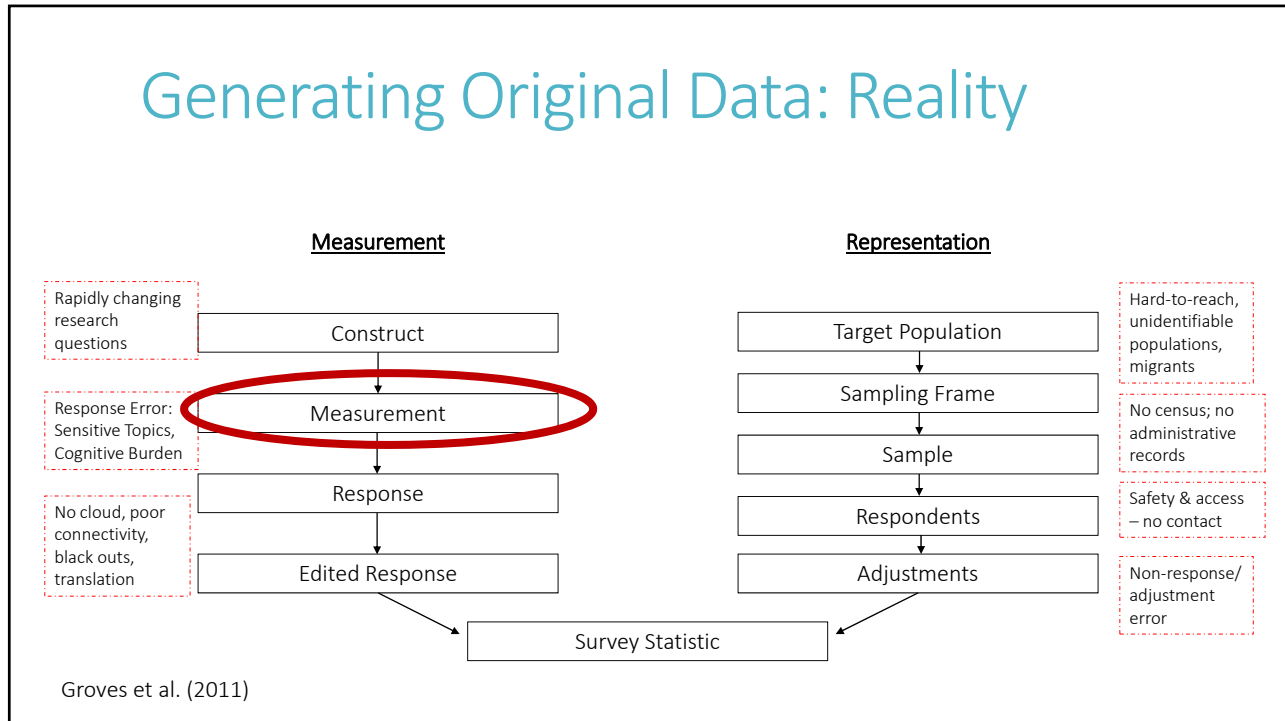 Generating Original Data: Reality
Measurement
Rapidly changing
research
questions
Construct
Response Error:
Sensitive Topics,
Cognitive Burden
Measurement
Response
No cloud, poor
connectivity,
black outs,
translation
Edited Response
Representation
Target Population
Hard-to-reach,
unidentifiable
populations,
migrants
Sampling Frame
No census; no
administrative
records
Sample
Safety & access
– no contact
Respondents
Adjustments
Non-response/
adjustment
error
Survey Statistic
Groves et al. (2011)